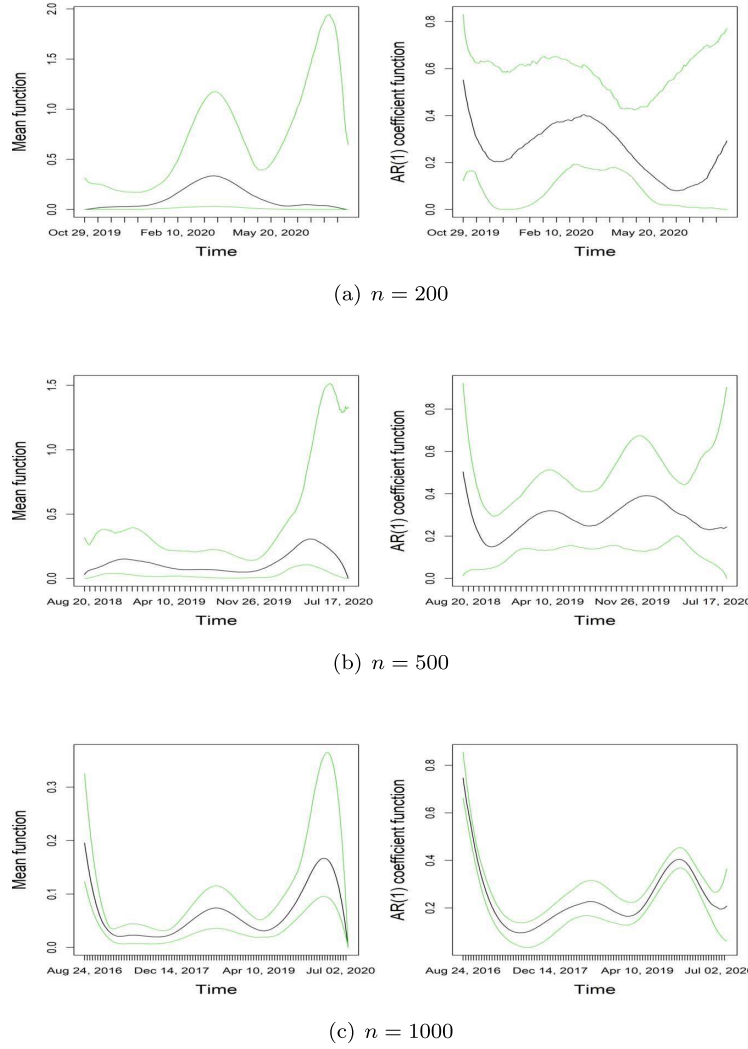 Mean function
0.0 0.5 1.0 1.5 2.0
Oct 29, 2019 Feb 10, 2020 May 20, 2020
Time
AR(1) coefficient function
0.0 0.2 0.4 0.6 0.8
Oct 29, 2019 Feb 10, 2020 May 20, 2020
Time
(a) n = 200
Mean function
0.0 0.5 1.0 1.5
Aug 20, 2018 Apr 10, 2019 Nov 26, 2019 Jul 17, 2020
Time
AR(1) coefficient function
0.0 0.2 0.4 0.6 0.8
Aug 20, 2018 Apr 10, 2019 Nov 26, 2019 Jul 17, 2020
Time
(b) n = 500
Mean function
0.0 0.1 0.2 0.3
Aug 24, 2016 Dec 14, 2017 Apr 10, 2019 Jul 02, 2020
Time
AR(1) coefficient function
0.2 0.4 0.6 0.8
Aug 24, 2016 Dec 14, 2017 Apr 10, 2019 Jul 02, 2020
Time
(c) n = 1000